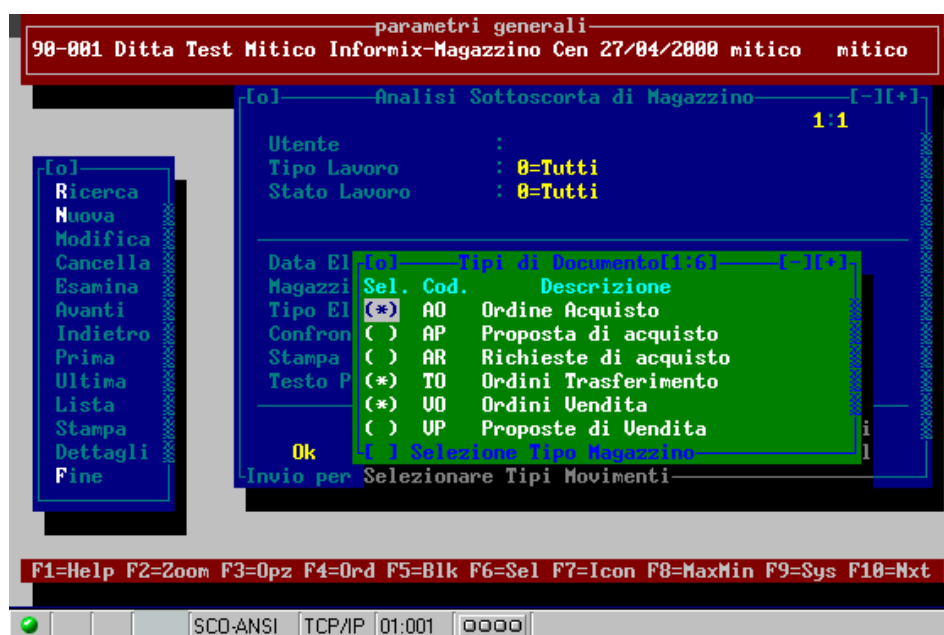 parametri generali
90-001 Ditta Test Mitico Informix-Magazzino Cen 27/04/2000 mitico mitico
[o] Analisi Sottoscorta di Magazzino [-][+]
1:1
Utente :
Tipo Lavoro : 0=Tutti
Stato Lavoro : 0=Tutti
[o]
Ricerca
Nuova
Modifica
Cancella
Esamina
Avanti
Indietro
Prima
Ultima
Lista
Stampa
Dettagli
Fine
Data El
Magazzi
Tipo El
Confron
Stampa
Testo P
[o] Tipi di Documento[1:6] [-][+]
Sel. Cod. Descrizione
(*) AO Ordine Acquisto
( ) AP Proposta di acquisto
( ) AR Richieste di acquisto
(*) TO Ordini Trasferimento
(*) VO Ordini Vendita
( ) VP Proposte di Vendita
[ ] Selezione Tipo Magazzino
i
Ok l
Invio per Selezionare Tipi Movimenti
F1=Help F2=Zoom F3=Opz F4=Ord F5=Blk F6=Sel F7=Icon F8=MaxMin F9=Sys F10=Nxt
SCO-ANSI TCP/IP 01:001